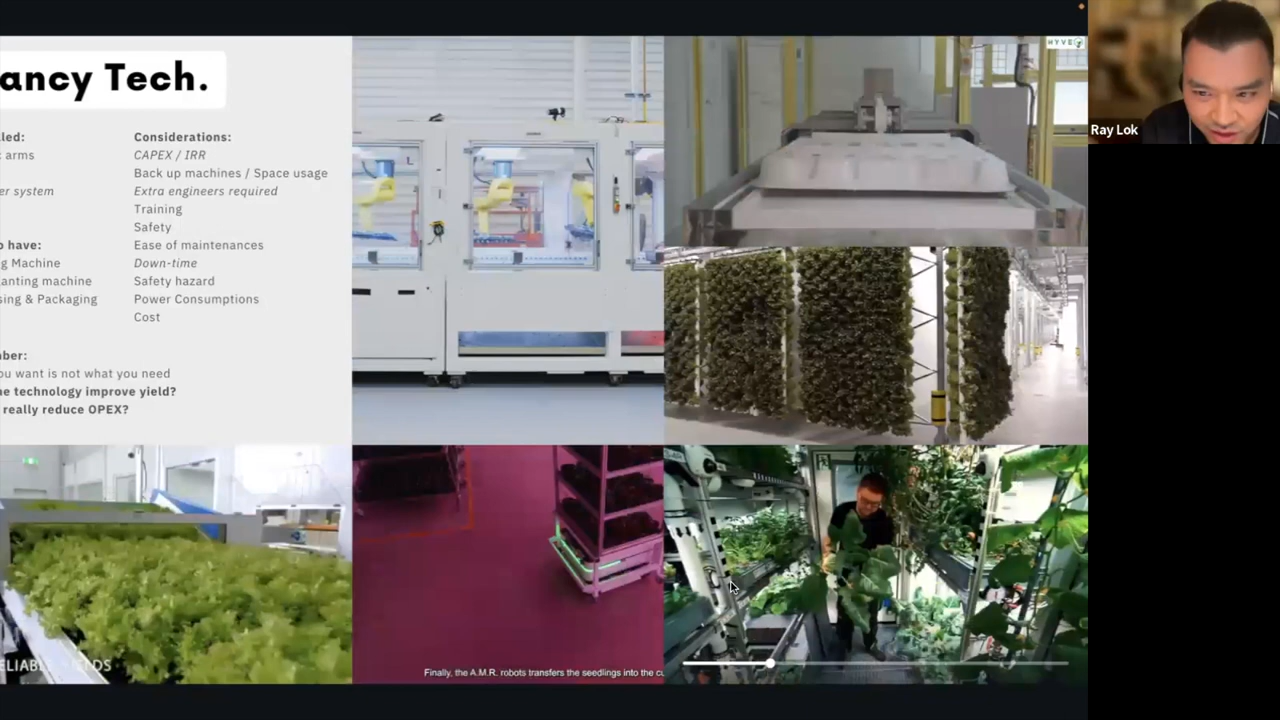 ancy Tech.
led:
arms
er system
o have:
g Machine
anting machine
sing & Packaging
Considerations:
CAPEX / IRR
Back up machines / Space usage
Extra engineers required
Training
Safety
Ease of maintenances
Down-time
Safety hazard
Power Consumptions
Cost
ber:
ou want is not what you need
e technology improve yield?
really reduce OPEX?
HYVE
Ray Lok
Finally, the A.M.R. robots transfers the seedlings into the cu